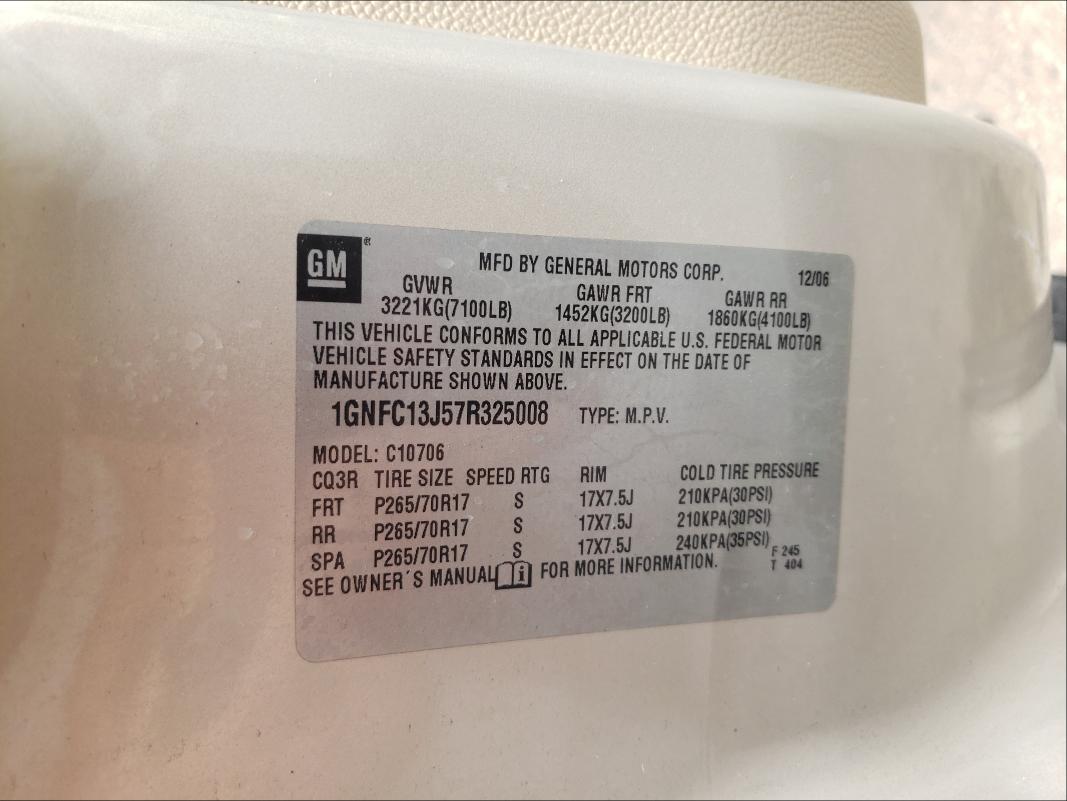 GM®
MFD BY GENERAL MOTORS CORP. 12/06
GVWR GAWR FRT GAWR RR
3221KG(7100LB) 1452KG(3200LB) 1860KG(4100LB)
THIS VEHICLE CONFORMS TO ALL APPLICABLE U.S. FEDERAL MOTOR
VEHICLE SAFETY STANDARDS IN EFFECT ON THE DATE OF
MANUFACTURE SHOWN ABOVE.
1GNFC13J57R325008 TYPE: M.P.V.
MODEL: C10706
CQ3R TIRE SIZE SPEED RTG RIM COLD TIRE PRESSURE
FRT P265/70R17 S 17X7.5J 210KPA(30PSI)
RR P265/70R17 S 17X7.5J 210KPA(30PSI)
SPA P265/70R17 S 17X7.5J 240KPA(35PSI)
SEE OWNER´S MANUAL i FOR MORE INFORMATION.
F 245
T 404